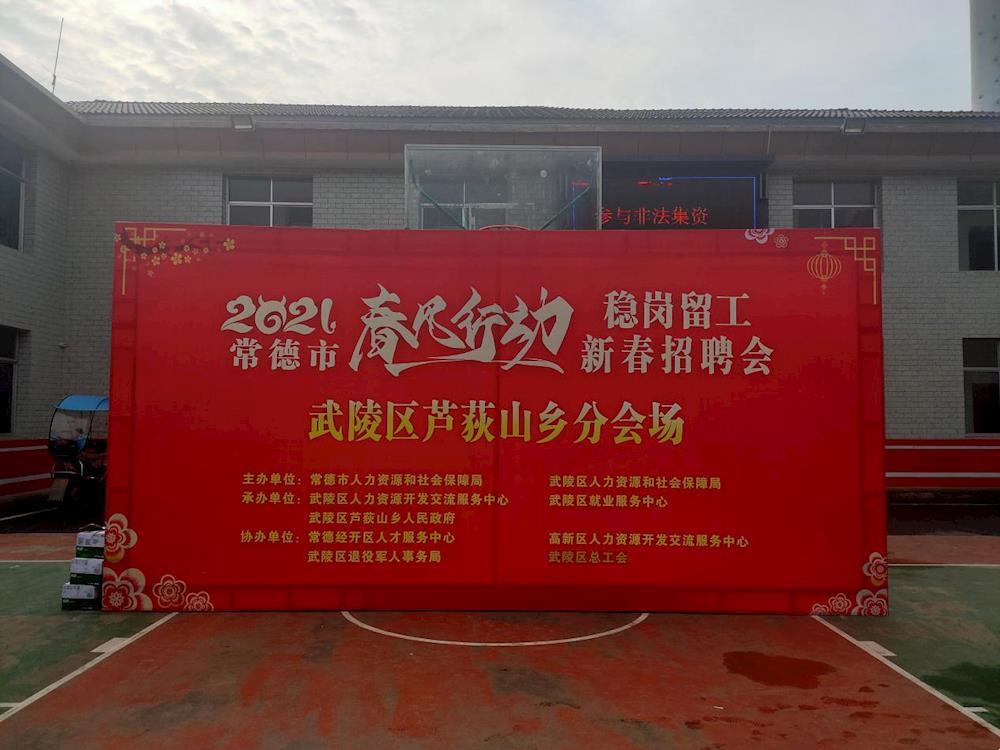 参与非法集资
2021
常德市
春风行动
稳岗留工
新春招聘会
武陵区芦荻山乡分会场
主办单位：常德市人力资源和社会保障局 武陵区人力资源和社会保障局
承办单位：武陵区人力资源开发交流服务中心 武陵区就业服务中心
武陵区芦荻山乡人民政府
协办单位：常德经开区人才服务中心 高新区人力资源开发交流服务中心
武陵区退役军人事务局 武陵区总工会